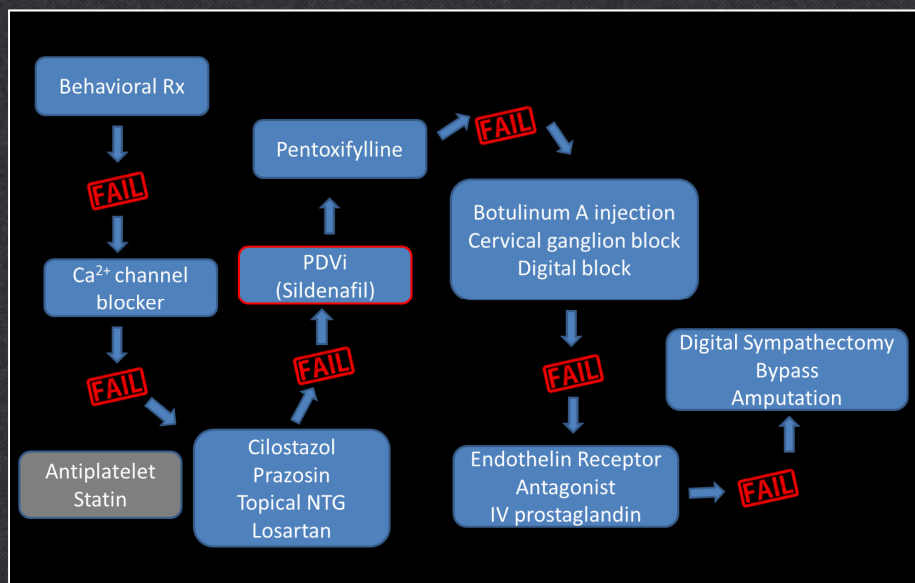 Behavioral Rx
FAIL
Ca²⁺ channel
blocker
FAIL
Antiplatelet
Statin
Cilostazol
Prazosin
Topical NTG
Losartan
FAIL
PDVi
(Sildenafil)
Pentoxifylline
FAIL
Botulinum A injection
Cervical ganglion block
Digital block
FAIL
Endothelin Receptor
Antagonist
IV prostaglandin
FAIL
Digital Sympathectomy
Bypass
Amputation